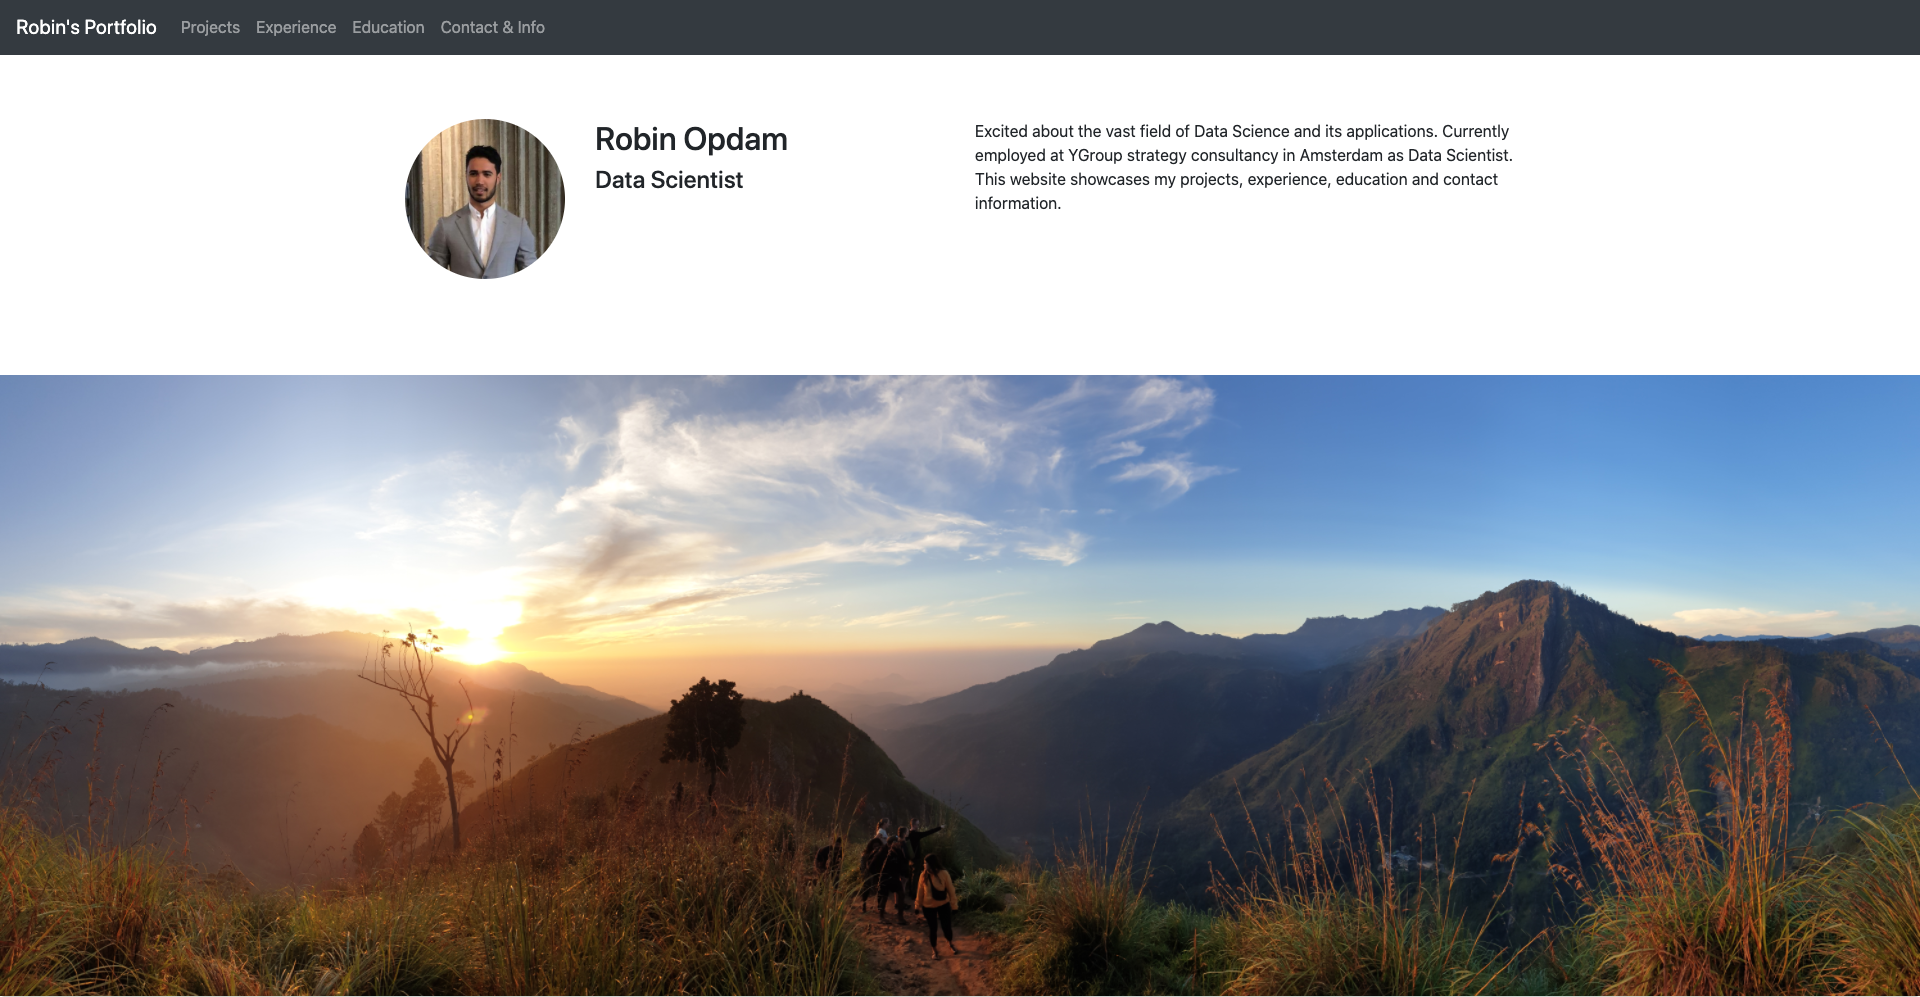 Robin's Portfolio Projects Experience Education Contact & Info
Robin Opdam
Data Scientist
Excited about the vast field of Data Science and its applications. Currently
employed at YGroup strategy consultancy in Amsterdam as Data Scientist.
This website showcases my projects, experience, education and contact
information.